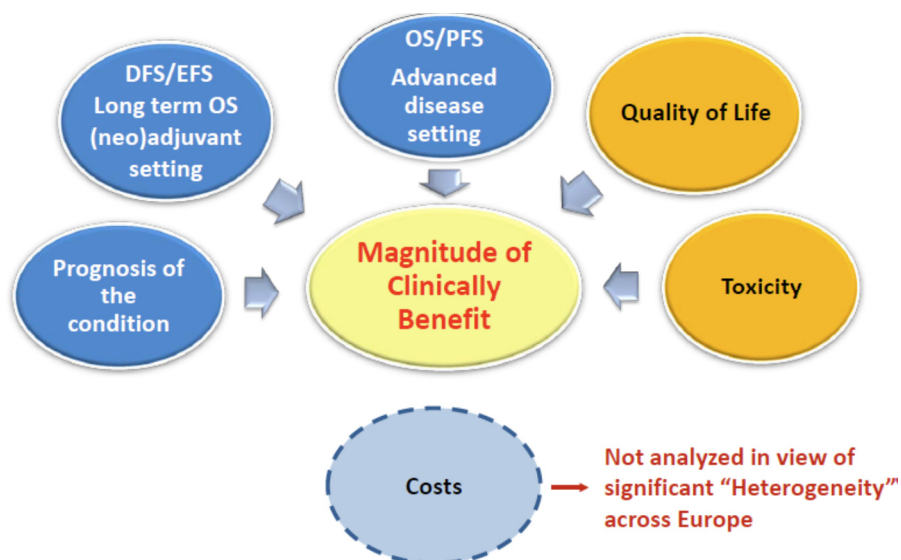 DFS/EFS
Long term OS
(neo)adjuvant
setting
OS/PFS
Advanced
disease
setting
Quality of Life
Prognosis of
the
condition
Magnitude of
Clinically
Benefit
Toxicity
Costs
Not analyzed in view of
significant “Heterogeneity”
across Europe